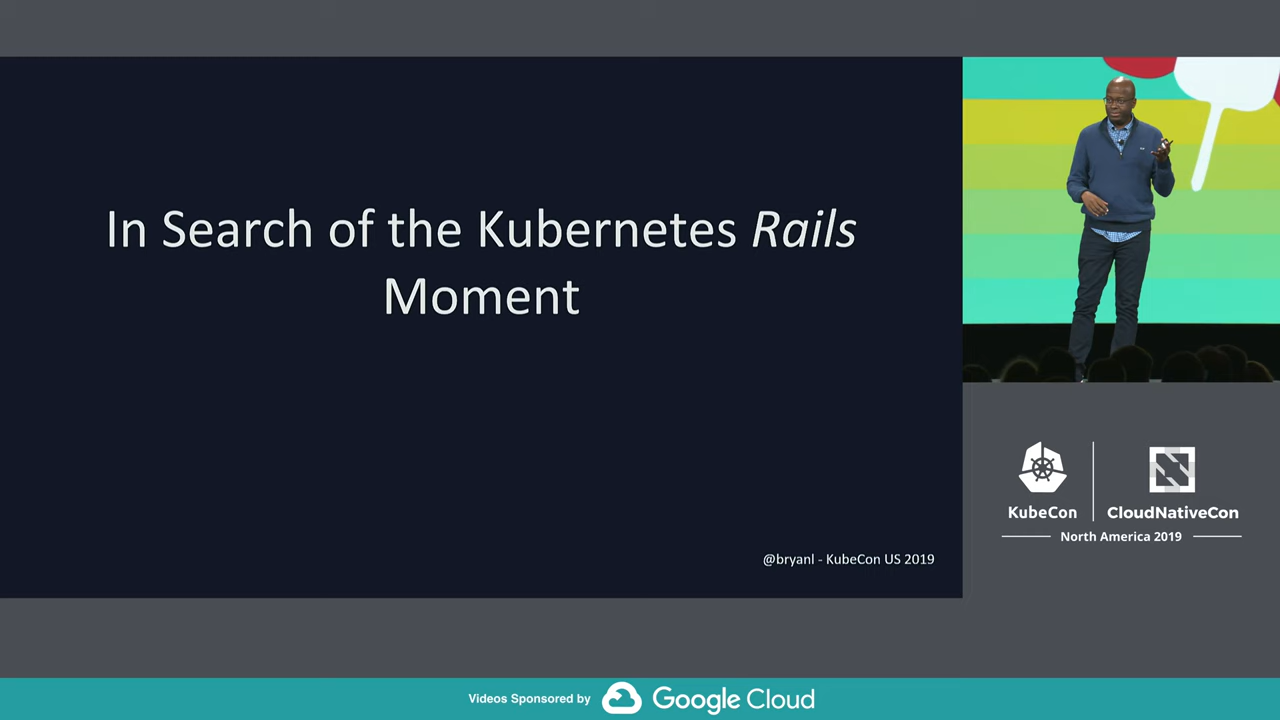 In Search of the Kubernetes Rails
Moment
@bryanl - KubeCon US 2019
KubeCon
CloudNativeCon
North America 2019
Videos Sponsored by Google Cloud